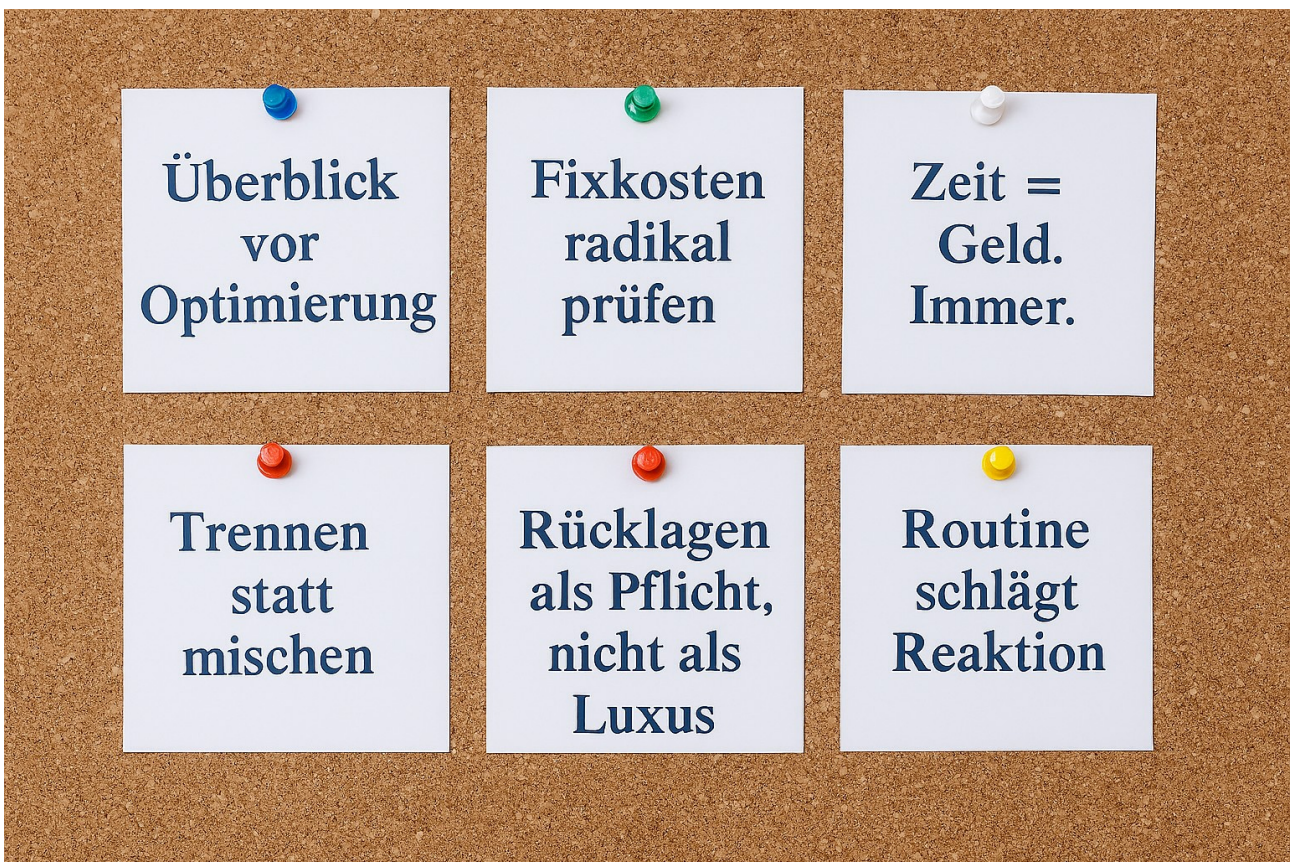 Überblick
vor
Optimierung
Fixkosten
radikal
prüfen
Zeit =
Geld.
Immer.
Trennen
statt
mischen
Rücklagen
als Pflicht,
nicht als
Luxus
Routine
schlägt
Reaktion